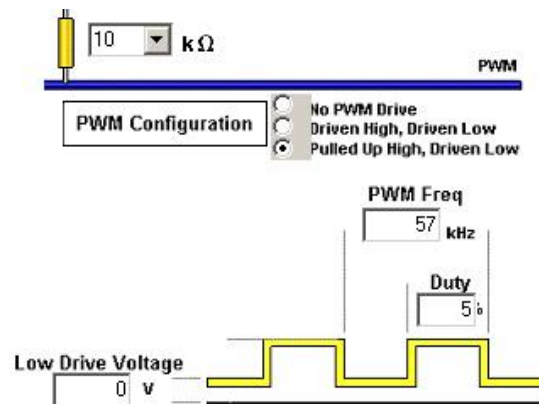 10 kΩ
PWM
PWM Configuration
No PWM Drive
Driven High, Driven Low
Pulled Up High, Driven Low
PWM Freq
57 kHz
Duty
5
Low Drive Voltage
0 V